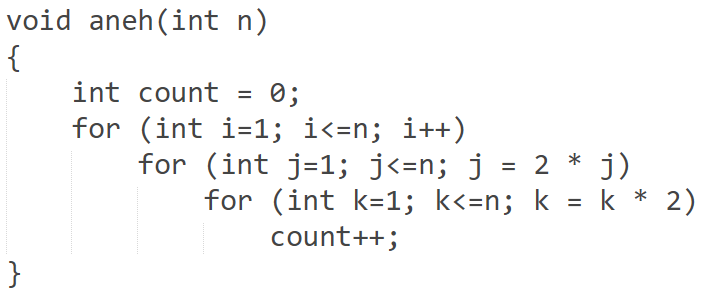 void aneh(int n)
{
    int count = 0;
    for (int i=1; i<=n; i++)
        for (int j=1; j<=n; j = 2 * j)
            for (int k=1; k<=n; k = k * 2)
                count++;
}